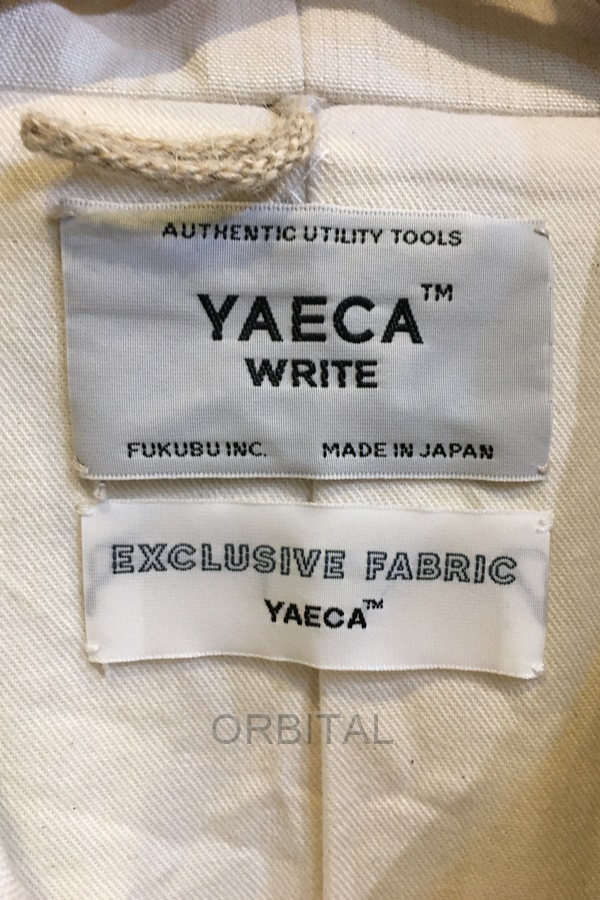 AUTHENTIC UTILITY TOOLS
YAECA™
WRITE
FUKUBU INC. MADE IN JAPAN
EXCLUSIVE FABRIC
YAECA™
ORBITAL